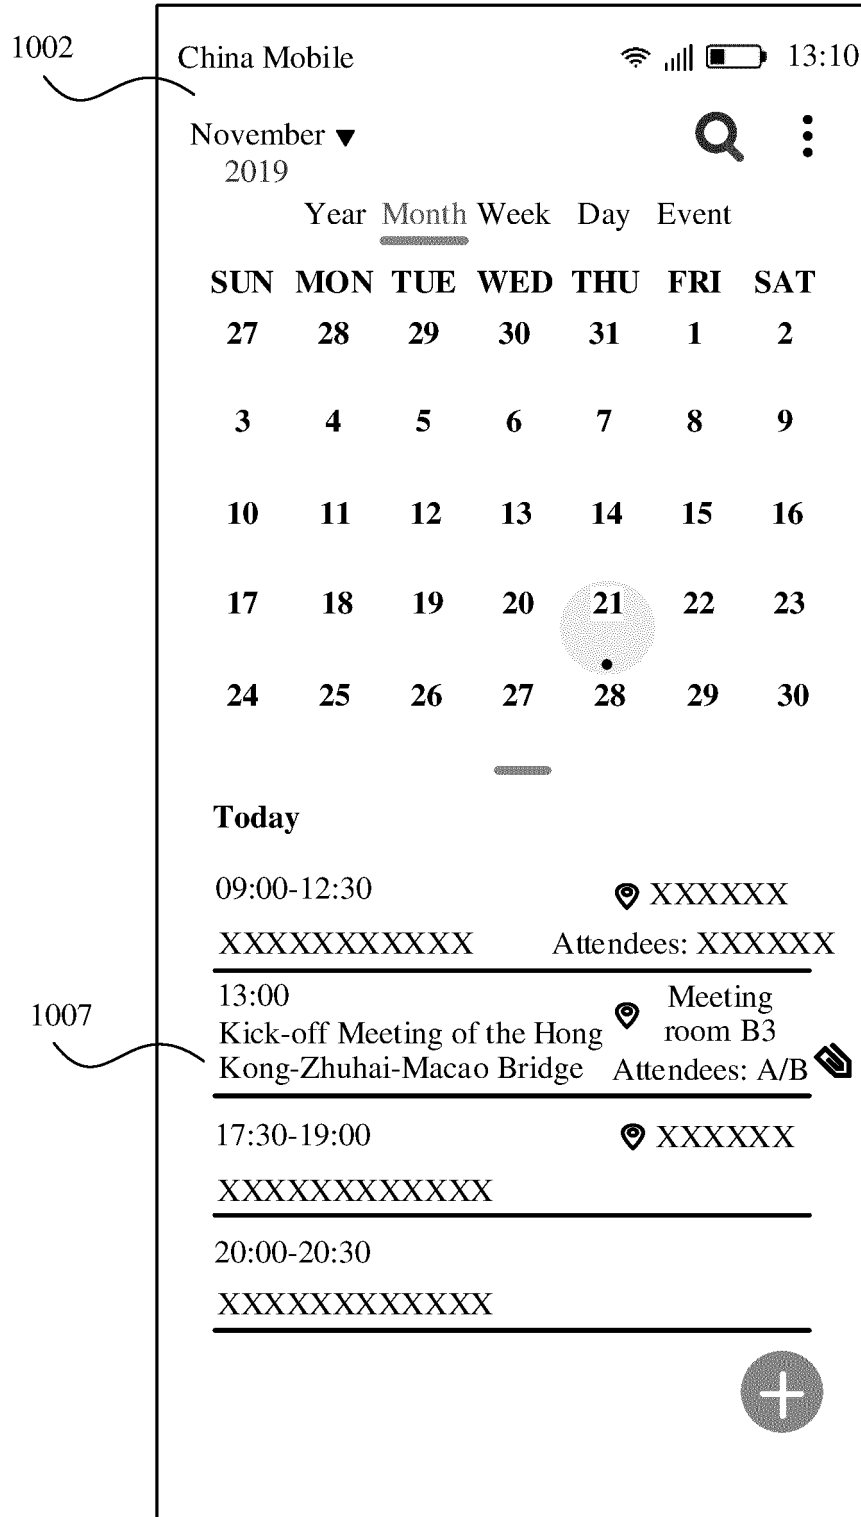 1002
China Mobile 13:10
November
2019
Year Month Week Day Event
SUN MON TUE WED THU FRI SAT
27 28 29 30 31 1 2
3 4 5 6 7 8 9
10 11 12 13 14 15 16
17 18 19 20 21 22 23
24 25 26 27 28 29 30
Today
09:00-12:30 XXXXXX
XXXXXXXXXXX Attendees: XXXXXX
1007
13:00
Kick-off Meeting of the Hong
Kong-Zhuhai-Macao Bridge
Meeting
room B3
Attendees: A/B
17:30-19:00 XXXXXX
XXXXXXXXXXXX
20:00-20:30
XXXXXXXXXXXX